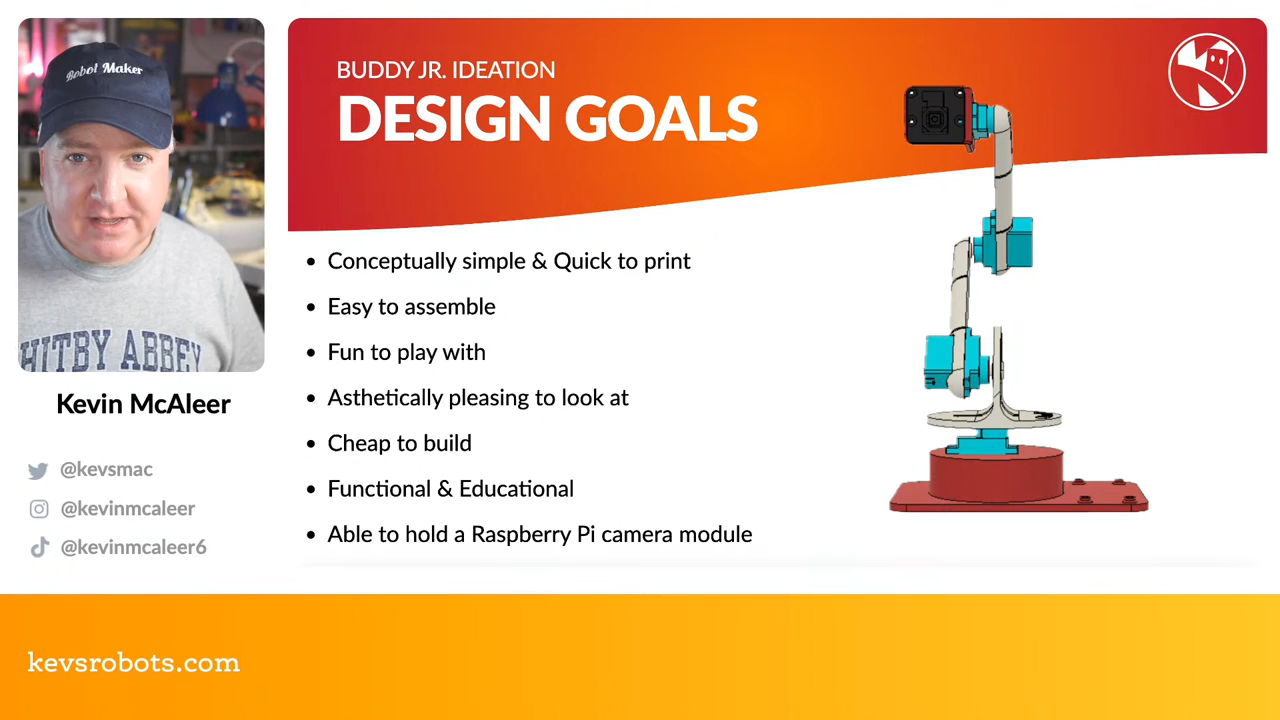 Bobot Maker
HITBY ABBEY
Kevin McAleer
@kevsmac
@kevinmcaleer
@kevinmcaleer6
BUDDY JR. IDEATION
DESIGN GOALS
• Conceptually simple & Quick to print
• Easy to assemble
• Fun to play with
• Asthetically pleasing to look at
• Cheap to build
• Functional & Educational
• Able to hold a Raspberry Pi camera module
kevsrobots.com